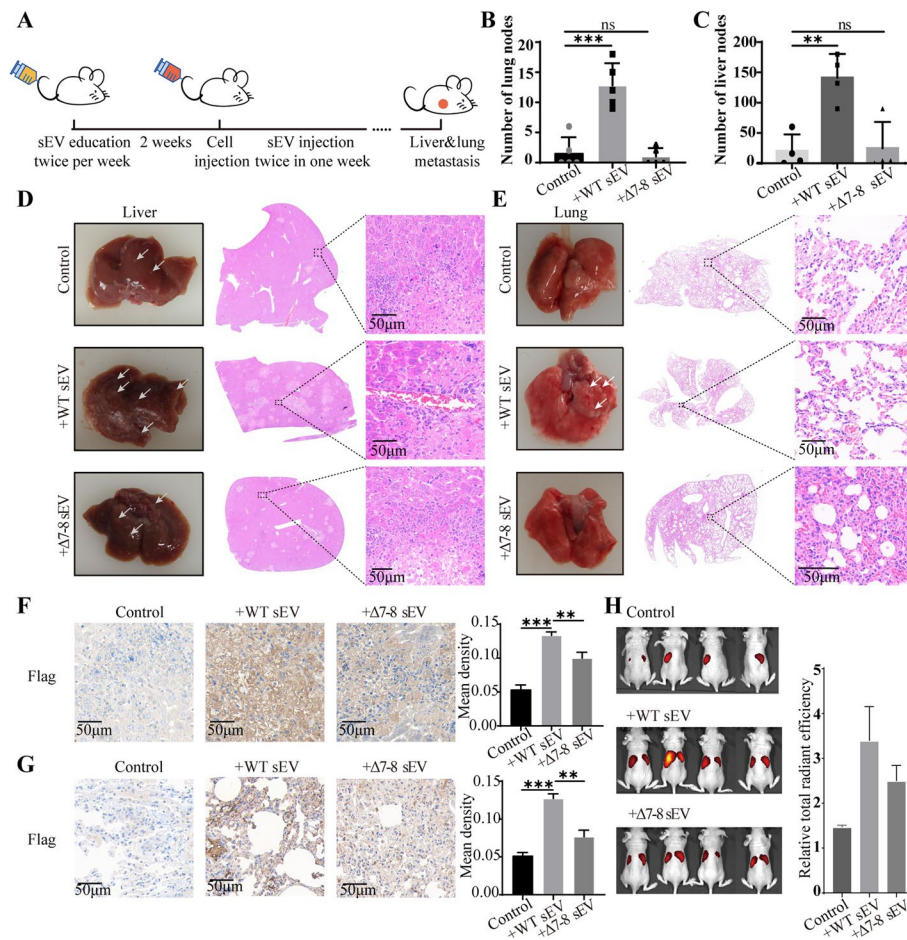 A
sEV education
twice per week
2 weeks
Cell
injection
sEV injection
twice in one week
Liver&lung
metastasis
B
Number of lung nodes
20
15
10
5
0
***
ns
Control
+WT sEV
+Δ7-8 sEV
C
Number of liver nodes
200
150
100
50
0
**
ns
Control
+WT sEV
+Δ7-8 sEV
D
Liver
Control
50μm
+WT sEV
50μm
+Δ7-8 sEV
50μm
E
Lung
Control
50μm
+WT sEV
50μm
+Δ7-8 sEV
50μm
F
Control
+WT sEV
+Δ7-8 sEV
Flag
50μm
50μm
50μm
Mean density
0.15
0.10
0.05
0.00
***
**
Control
+WT sEV
+Δ7-8 sEV
G
Control
+WT sEV
+Δ7-8 sEV
Flag
50μm
50μm
50μm
Mean density
0.15
0.10
0.05
0.00
***
**
Control
+WT sEV
+Δ7-8 sEV
H
Control
+WT sEV
+Δ7-8 sEV
Relative total radiant efficiency
5
4
3
2
1
0
Control
+WT sEV
+Δ7-8 sEV